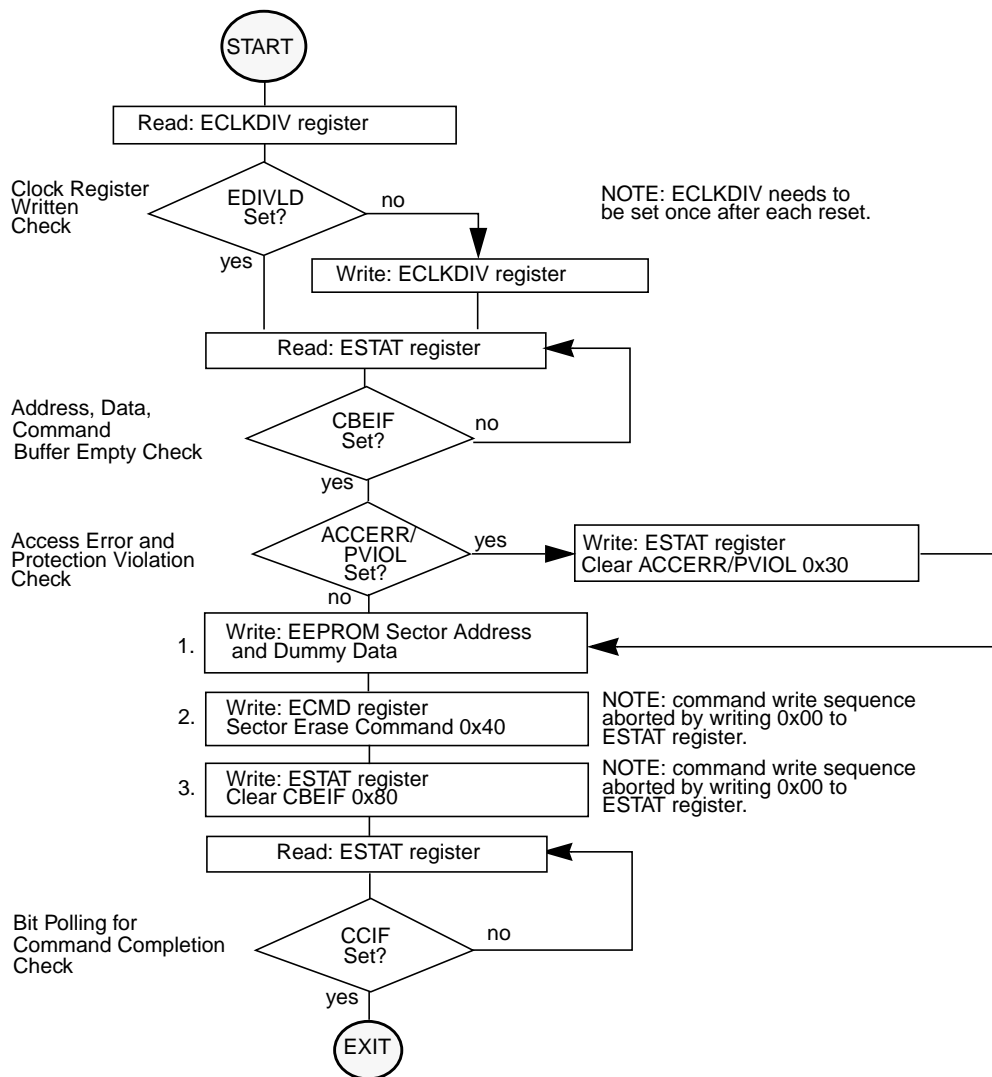 START
Read: ECLKDIV register
Clock Register
Written
Check
EDIVLD
Set?
no
yes
NOTE: ECLKDIV needs to
be set once after each reset.
Write: ECLKDIV register
Read: ESTAT register
Address, Data,
Command
Buffer Empty Check
CBEIF
Set?
no
yes
Access Error and
Protection Violation
Check
ACCERR/
PVIOL
Set?
yes
no
Write: ESTAT register
Clear ACCERR/PVIOL 0x30
1.
Write: EEPROM Sector Address
and Dummy Data
2.
Write: ECMD register
Sector Erase Command 0x40
NOTE: command write sequence
aborted by writing 0x00 to
ESTAT register.
3.
Write: ESTAT register
Clear CBEIF 0x80
NOTE: command write sequence
aborted by writing 0x00 to
ESTAT register.
Read: ESTAT register
Bit Polling for
Command Completion
Check
CCIF
Set?
no
yes
EXIT